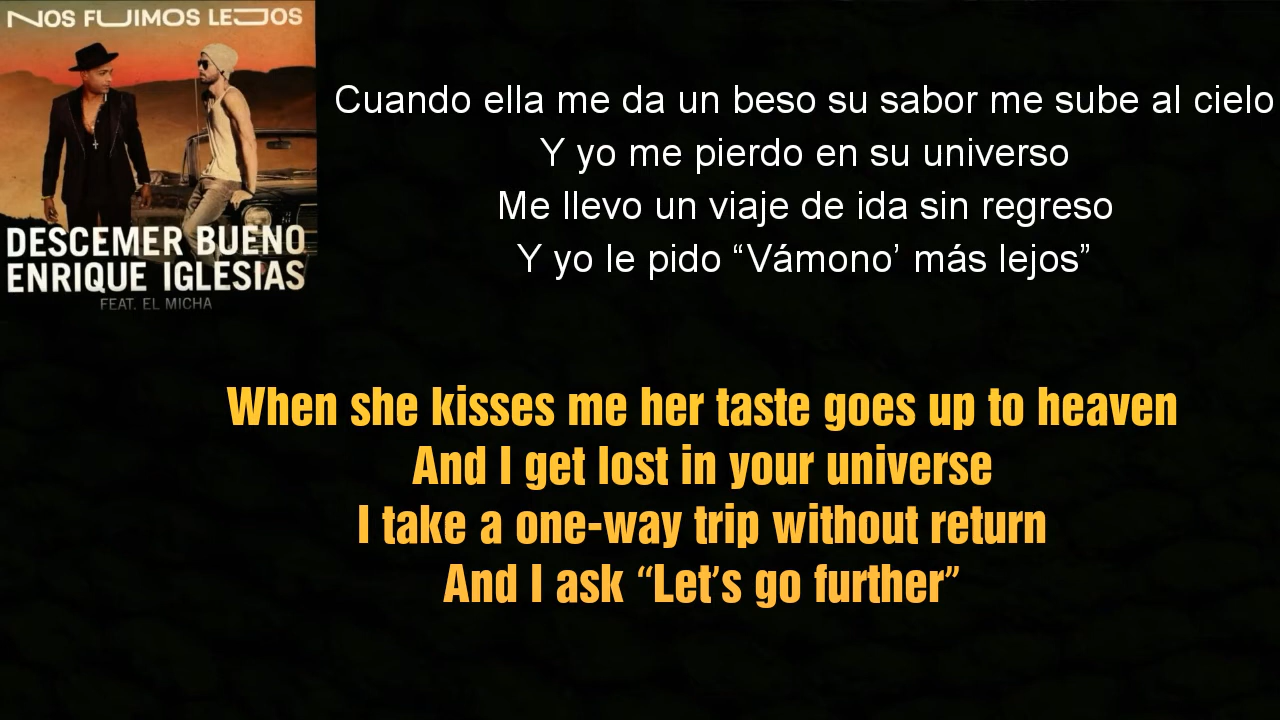 NOS FUIMOS LEJOS
DESCEMER BUENO
ENRIQUE IGLESIAS
FEAT. EL MICHA
Cuando ella me da un beso su sabor me sube al cielo
Y yo me pierdo en su universo
Me llevo un viaje de ida sin regreso
Y yo le pido “Vámono’ más lejos”
When she kisses me her taste goes up to heaven
And I get lost in your universe
I take a one-way trip without return
And I ask “Let’s go further”